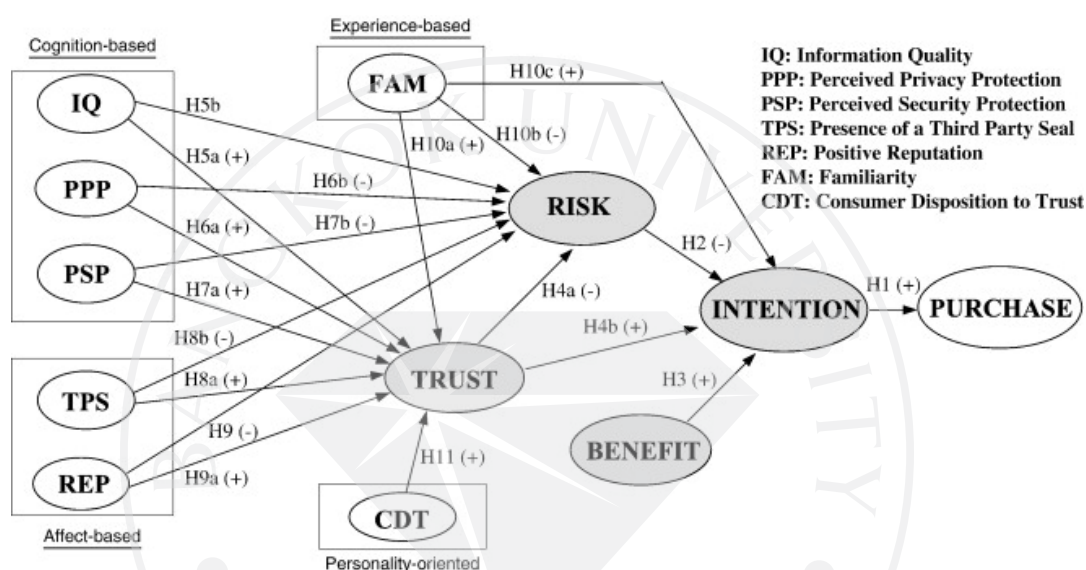 Cognition-based
Experience-based
IQ
FAM
PPP
PSP
H5b
H5a (+)
H10c (+)
H10b (-)
H10a (+)
H6b (-)
H6a (+)
H7b (-)
H7a (+)
RISK
H2 (-)
IQ: Information Quality
PPP: Perceived Privacy Protection
PSP: Perceived Security Protection
TPS: Presence of a Third Party Seal
REP: Positive Reputation
FAM: Familiarity
CDT: Consumer Disposition to Trust
H4a (-)
INTENTION
H1 (+)
PURCHASE
H8b (-)
H8a (+)
TRUST
H4b (+)
H3 (+)
TPS
REP
H9 (-)
H9a (+)
H11 (+)
BENEFIT
CDT
Affect-based
Personality-oriented
BANGKOK UNIVERSITY